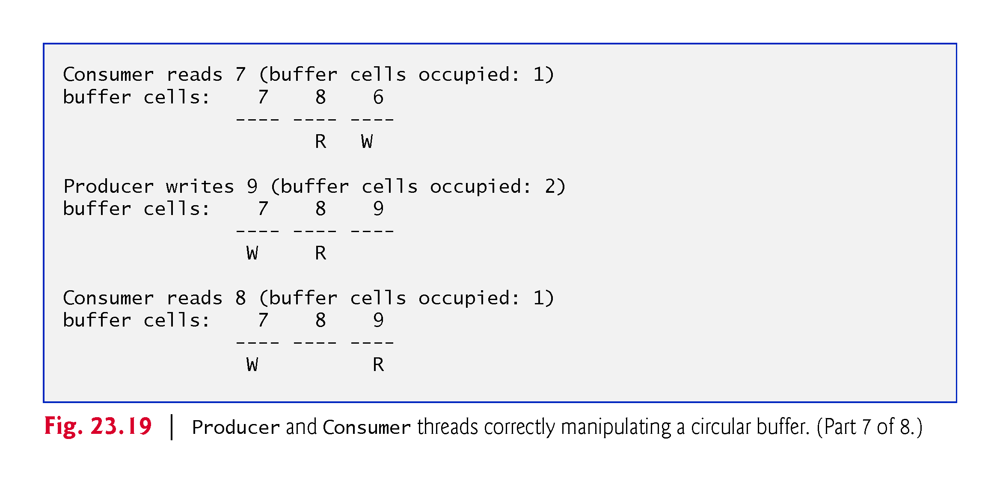 Consumer reads 7 (buffer cells occupied: 1)
buffer cells:    7    8    6
               ---- ---- ----
                      R   W
Producer writes 9 (buffer cells occupied: 2)
buffer cells:    7    8    9
               ---- ---- ----
                W     R
Consumer reads 8 (buffer cells occupied: 1)
buffer cells:    7    8    9
               ---- ---- ----
                W          R
Fig. 23.19 | Producer and Consumer threads correctly manipulating a circular buffer. (Part 7 of 8.)